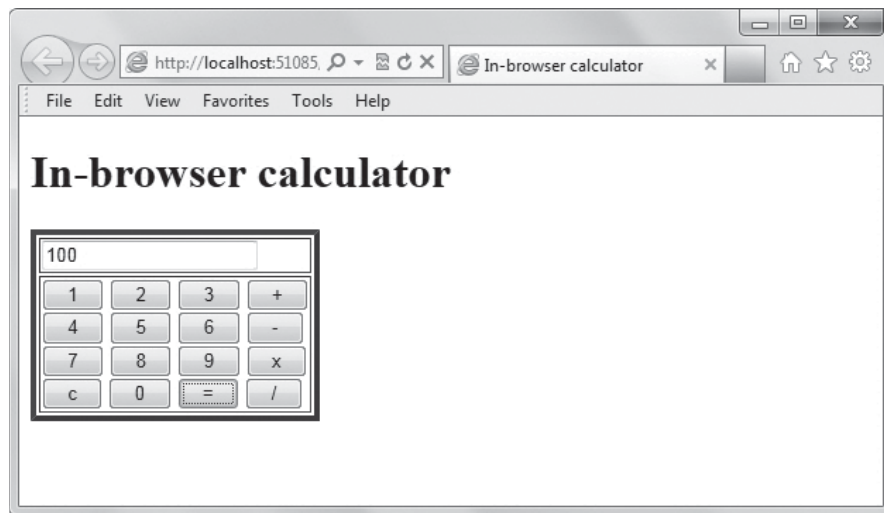 http://localhost:51085, In-browser calculator
File Edit View Favorites Tools Help
In-browser calculator
100
1 2 3 +
4 5 6 -
7 8 9 x
c 0 = /